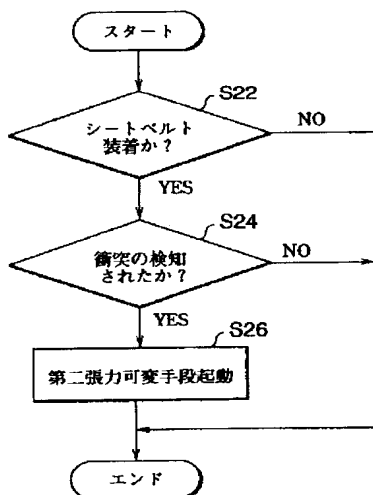 スタート
S22
シートベルト
装着か？
NO
YES
S24
衝突の検知
されたか？
NO
YES
S26
第二張力可変手段起動
エンド